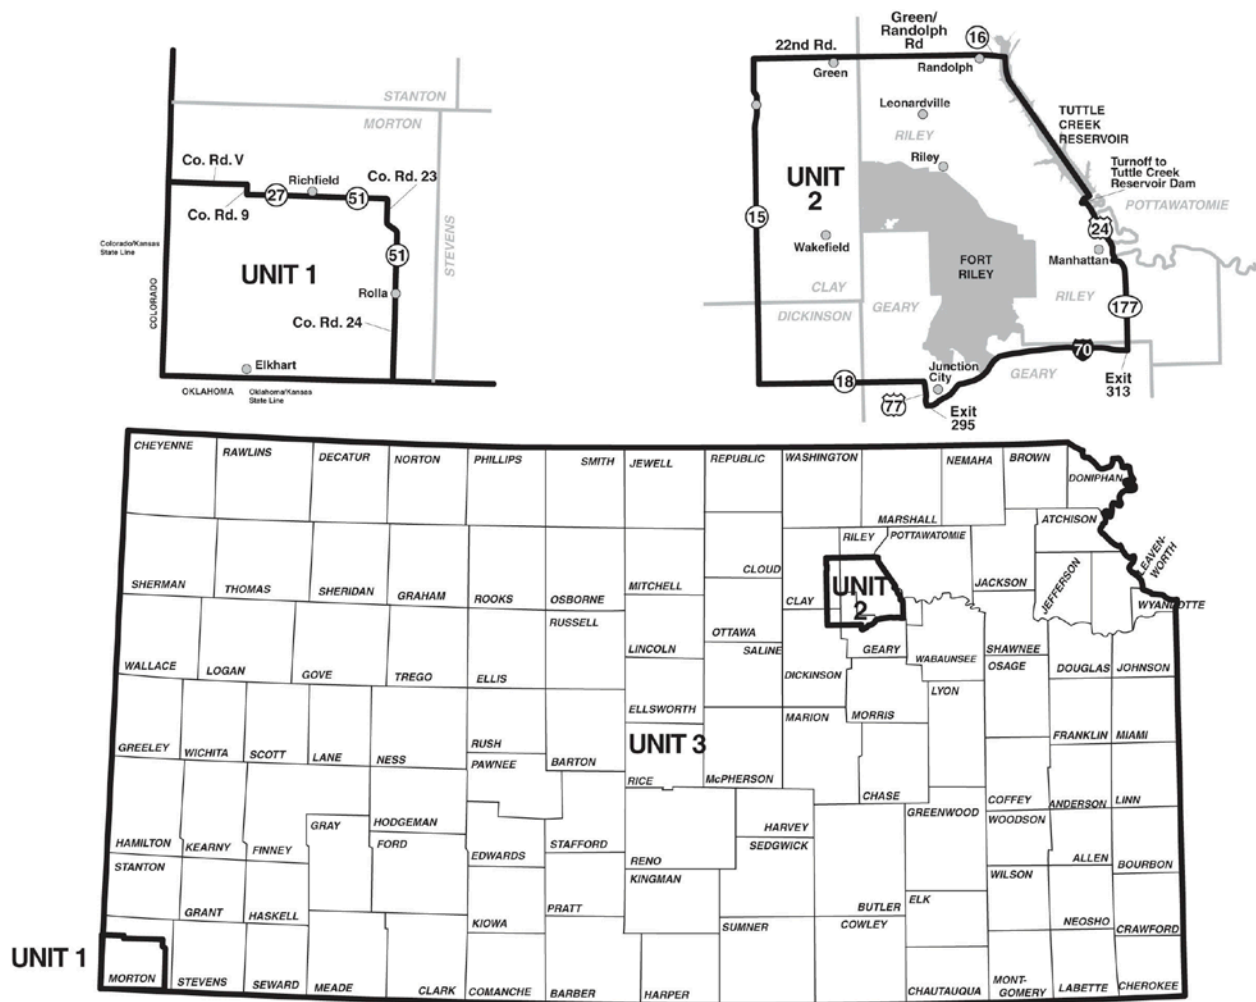 STANTON
MORTON
Co. Rd. V
Richfield
Co. Rd. 23
27
51
Co. Rd. 9
Colorado/Kansas
State Line
51
STEVENS
UNIT 1
Rolla
COLORADO
Co. Rd. 24
Elkhart
OKLAHOMA
Oklahoma/Kansas
State Line
Green/
Randolph
Rd
16
22nd Rd.
Green
Randolph
Leonardville
TUTTLE
CREEK
RESERVOIR
RILEY
Riley
Turnoff to
Tuttle Creek
Reservoir Dam
UNIT
2
POTTAWATOMIE
15
24
Wakefield
FORT
RILEY
Manhattan
CLAY
GEARY
RILEY
DICKINSON
177
70
Junction
City
GEARY
Exit
313
18
77
Exit
295
CHEYENNE
RAWLINS
DECATUR
NORTON
PHILLIPS
SMITH
JEWELL
REPUBLIC
WASHINGTON
NEMAHA
BROWN
DONIPHAN
MARSHALL
ATCHISON
RILEY
POTTAWATOMIE
LEAVEN-
WORTH
SHERMAN
THOMAS
SHERIDAN
GRAHAM
ROOKS
OSBORNE
MITCHELL
CLOUD
CLAY
UNIT
2
JACKSON
JEFFERSON
WYANDOTTE
RUSSELL
LINCOLN
OTTAWA
SALINE
GEARY
WABAUNSEE
SHAWNEE
OSAGE
DOUGLAS
JOHNSON
WALLACE
LOGAN
GOVE
TREGO
ELLIS
DICKINSON
LYON
ELLSWORTH
MARION
MORRIS
GREELEY
WICHITA
SCOTT
LANE
NESS
RUSH
UNIT 3
FRANKLIN
MIAMI
PAWNEE
BARTON
RICE
McPHERSON
CHASE
COFFEY
ANDERSON
LINN
HAMILTON
KEARNY
FINNEY
GRAY
HODGEMAN
FORD
EDWARDS
STAFFORD
RENO
HARVEY
SEDGWICK
GREENWOOD
WOODSON
ALLEN
BOURBON
STANTON
GRANT
HASKELL
KIOWA
PRATT
KINGMAN
BUTLER
ELK
WILSON
NEOSHO
CRAWFORD
SUMNER
COWLEY
UNIT 1
MORTON
STEVENS
SEWARD
MEADE
CLARK
COMANCHE
BARBER
HARPER
CHAUTAUQUA
MONT-
GOMERY
LABETTE
CHEROKEE